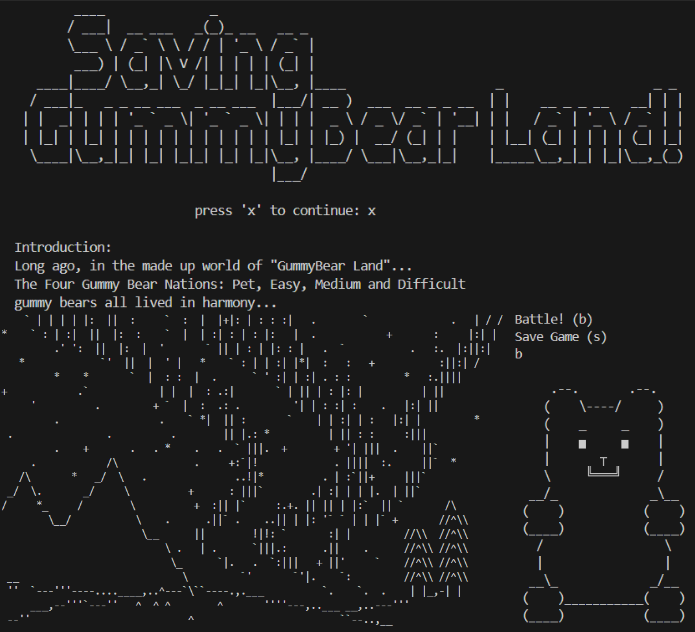 Saving
GummyBear Land!
press 'x' to continue: x
Introduction:
Long ago, in the made up world of "GummyBear Land"...
The Four Gummy Bear Nations: Pet, Easy, Medium and Difficult
gummy bears all lived in harmony...
Battle! (b)
Save Game (s)
b